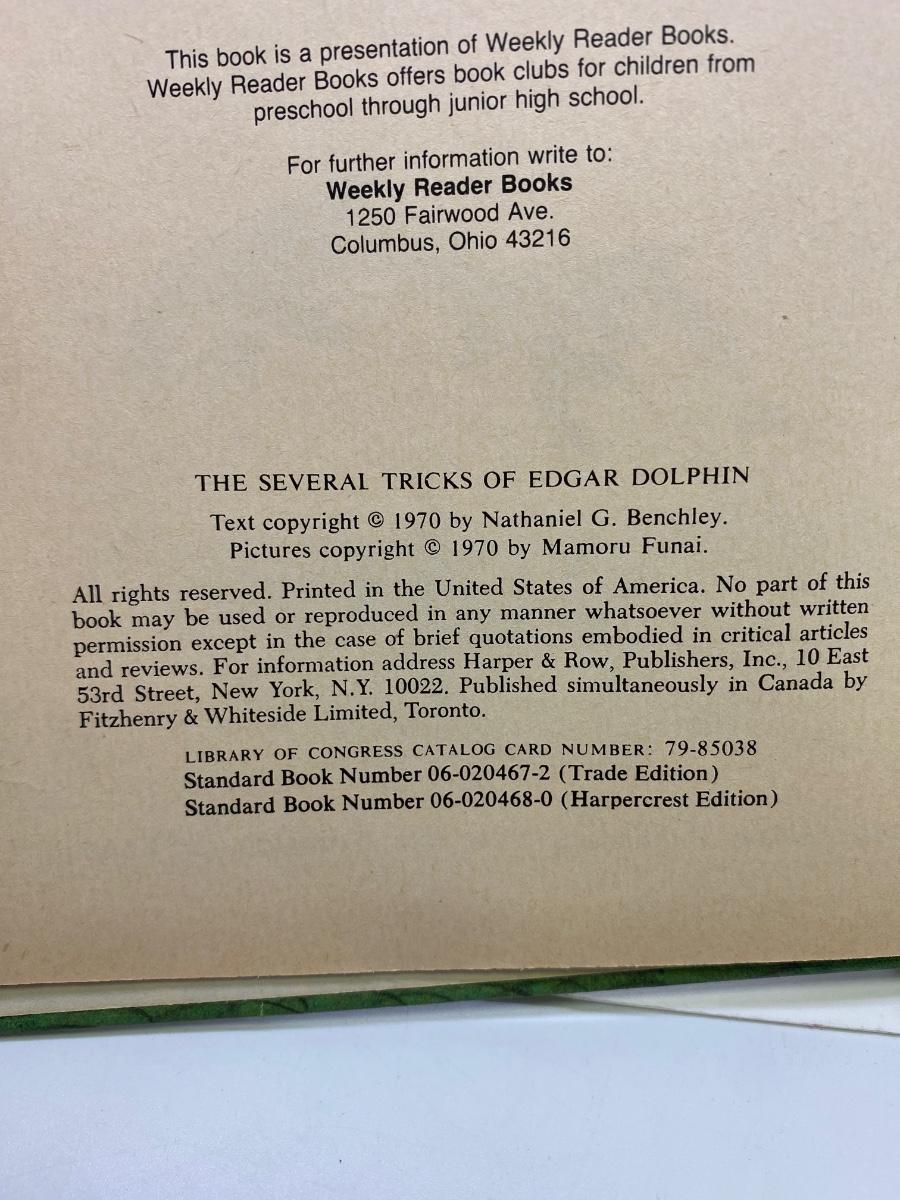 This book is a presentation of Weekly Reader Books.
Weekly Reader Books offers book clubs for children from
preschool through junior high school.
For further information write to:
Weekly Reader Books
1250 Fairwood Ave.
Columbus, Ohio 43216
THE SEVERAL TRICKS OF EDGAR DOLPHIN
Text copyright © 1970 by Nathaniel G. Benchley.
Pictures copyright © 1970 by Mamoru Funai.
All rights reserved. Printed in the United States of America. No part of this
book may be used or reproduced in any manner whatsoever without written
permission except in the case of brief quotations embodied in critical articles
and reviews. For information address Harper & Row, Publishers, Inc., 10 East
53rd Street, New York, N.Y. 10022. Published simultaneously in Canada by
Fitzhenry & Whiteside Limited, Toronto.
LIBRARY OF CONGRESS CATALOG CARD NUMBER: 79-85038
Standard Book Number 06-020467-2 (Trade Edition)
Standard Book Number 06-020468-0 (Harpercrest Edition)